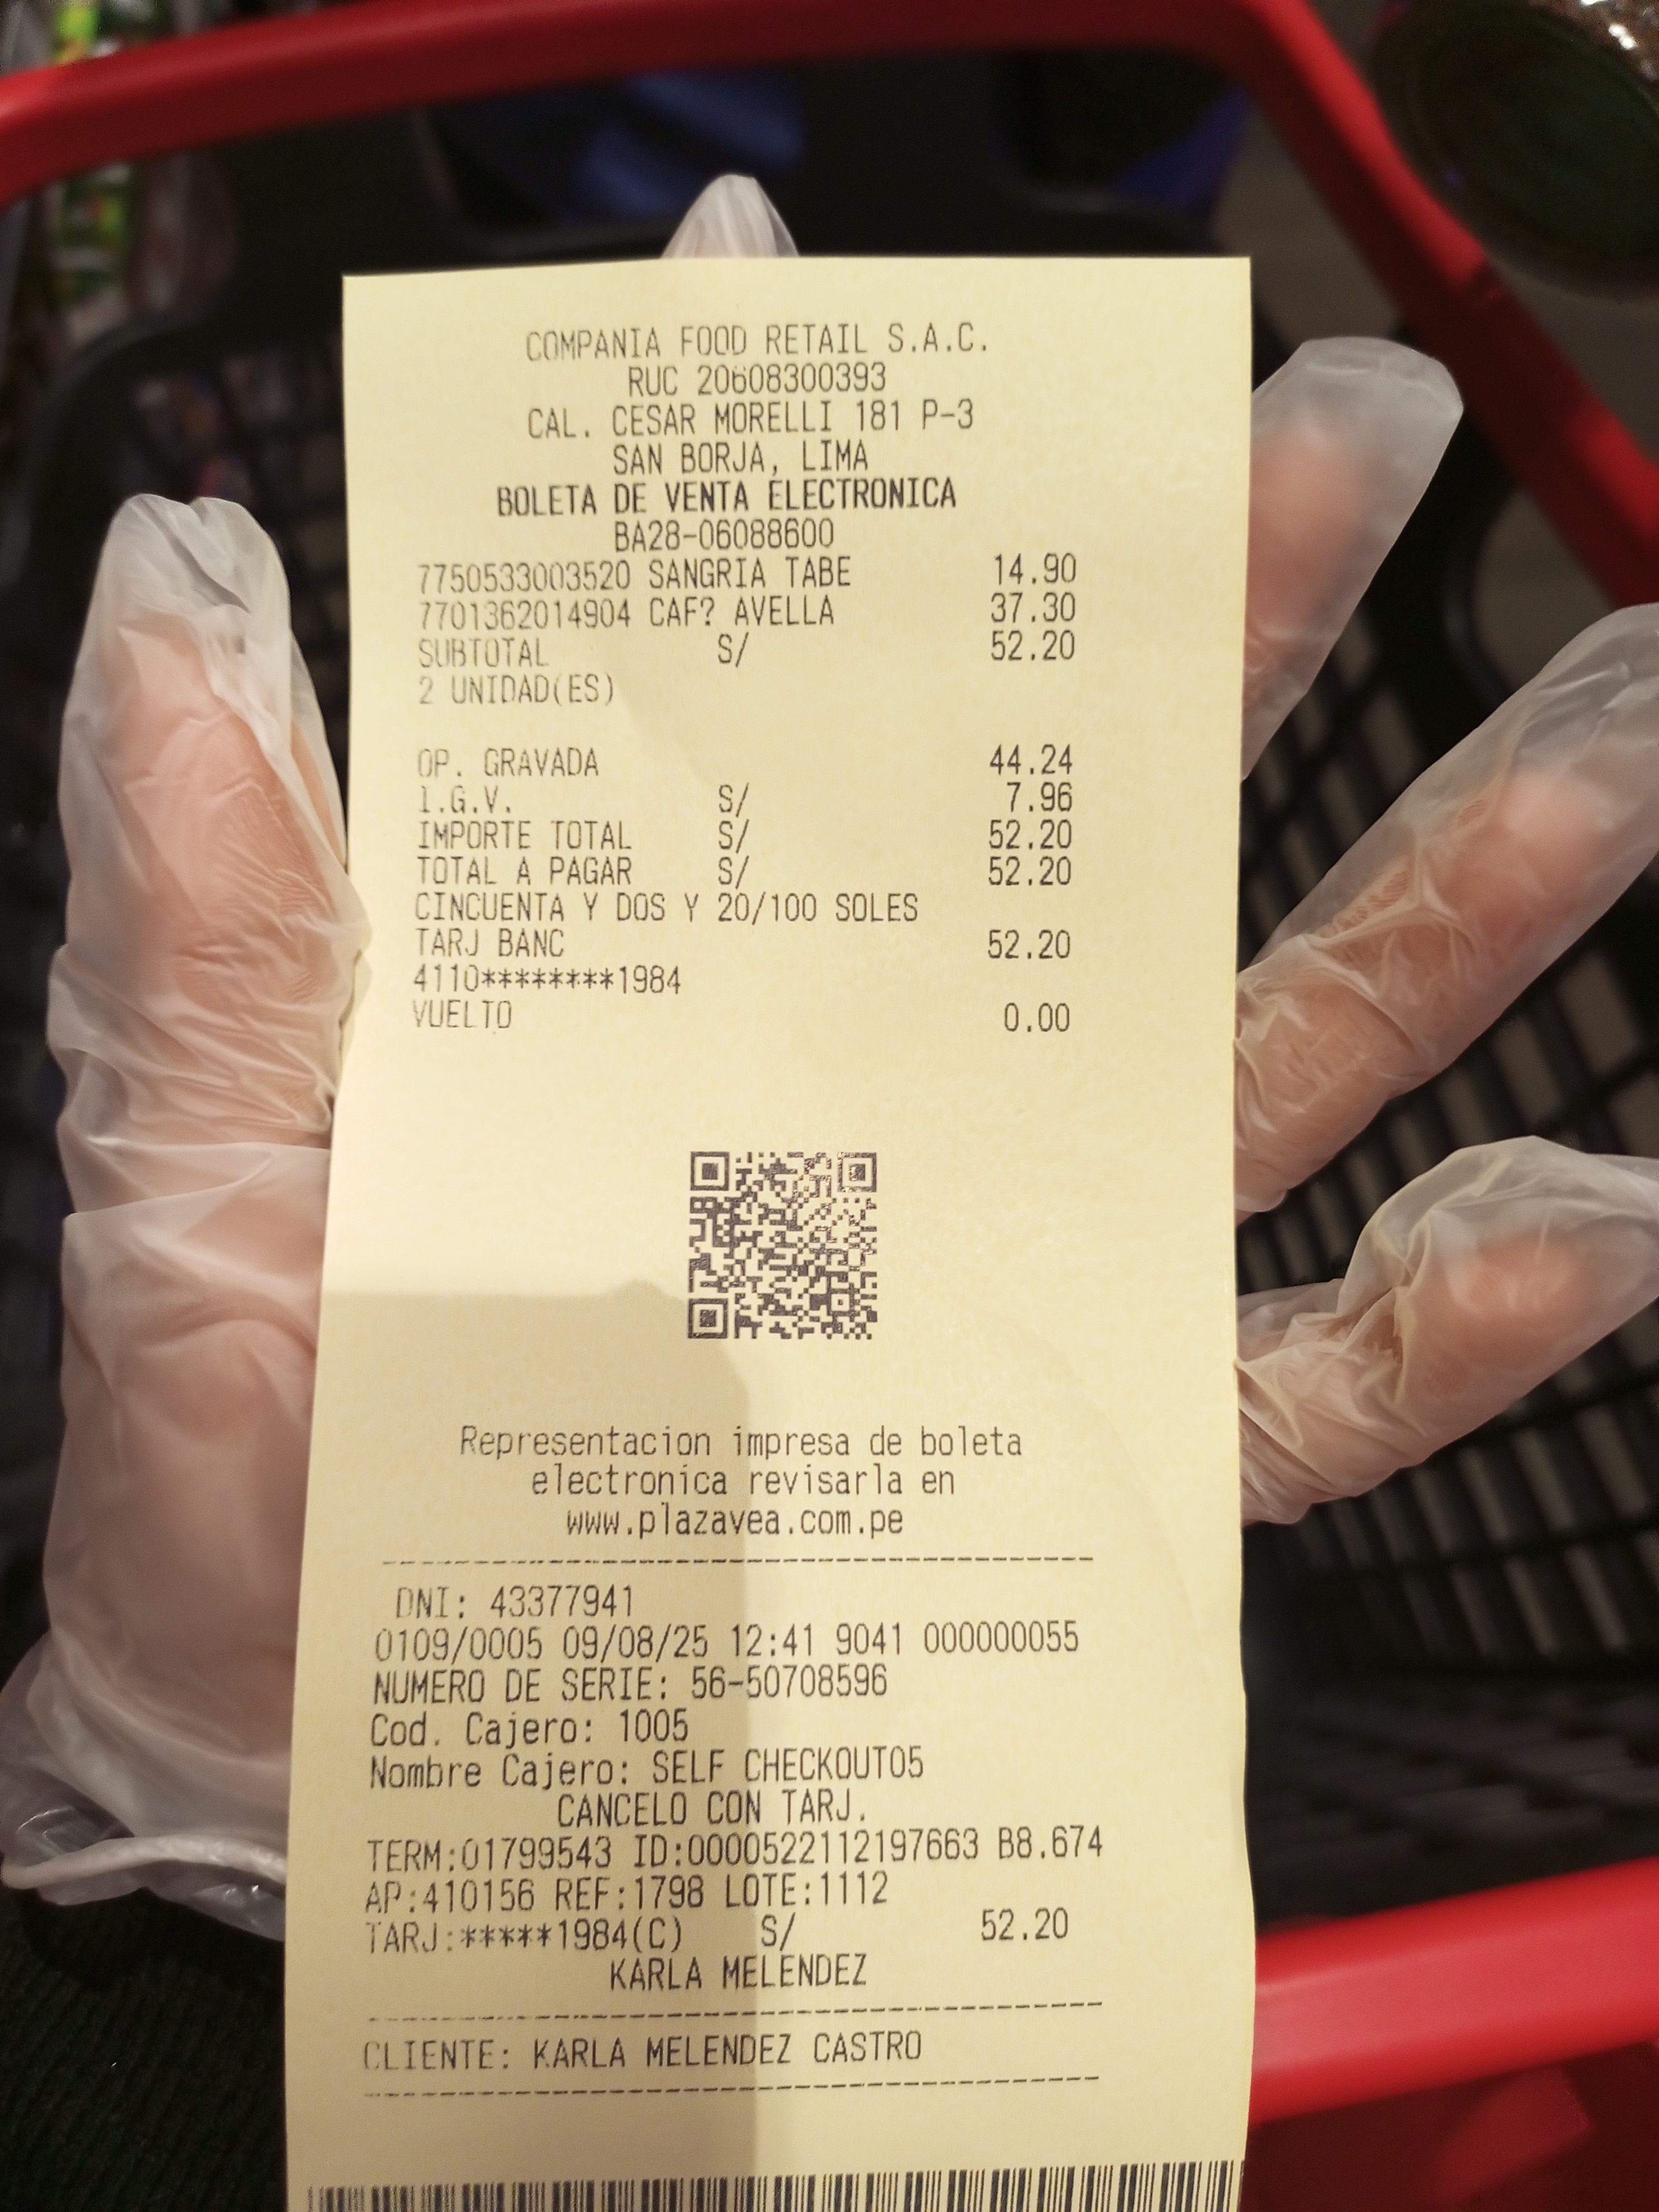 COMPANIA FOOD RETAIL S.A.C.
RUC 20608300393
CAL. CESAR MORELLI 181 P-3
SAN BORJA, LIMA
BOLETA DE VENTA ELECTRONICA
BA28-06088600
7750533003520 SANGRIA TABE 14.90
7701362014904 CAF? AVELLA 37.30
SUBTOTAL S/ 52.20
2 UNIDAD(ES)
OP. GRAVADA 44.24
I.G.V. S/ 7.96
IMPORTE TOTAL S/ 52.20
TOTAL A PAGAR S/ 52.20
CINCUENTA Y DOS Y 20/100 SOLES
TARJ BANC 52.20
4110********1984
VUELTO 0.00
Representacion impresa de boleta
electronica revisarla en
www.plazavea.com.pe
DNI: 43377941
0109/0005 09/08/25 12:41 9041 000000055
NUMERO DE SERIE: 56-50708596
Cod. Cajero: 1005
Nombre Cajero: SELF CHECKOUT05
CANCELO CON TARJ.
TERM:01799543 ID:0000522112197663 B8.674
AP:410156 REF:1798 LOTE:1112
TARJ:*****1984(C) S/ 52.20
KARLA MELENDEZ
CLIENTE: KARLA MELENDEZ CASTRO